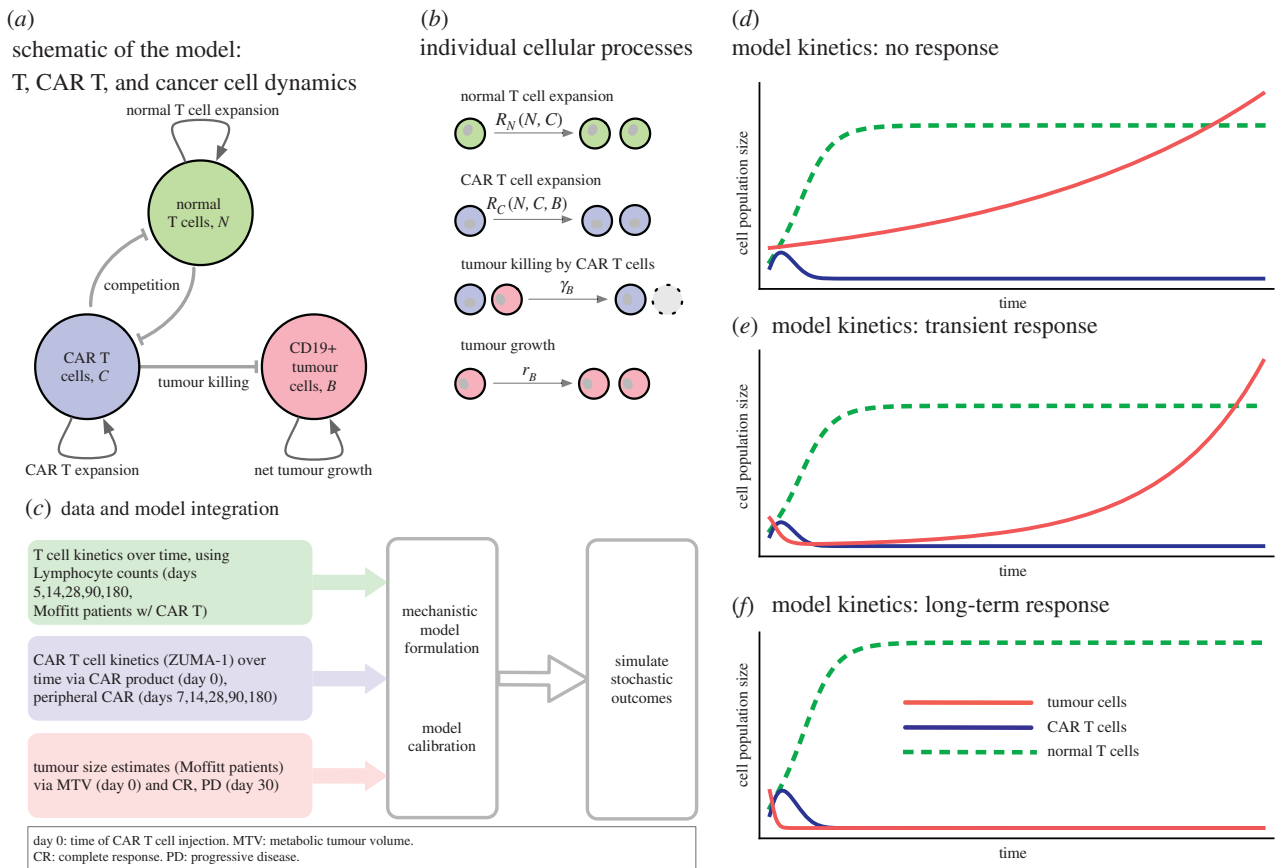 (a)
schematic of the model:
T, CAR T, and cancer cell dynamics
normal T cell expansion
normal
T cells, N
competition
CAR T
cells, C
tumour killing
CD19+
tumour
cells, B
CAR T expansion
net tumour growth
(b)
individual cellular processes
normal T cell expansion
R_N(N, C)
CAR T cell expansion
R_C(N, C, B)
tumour killing by CAR T cells
γ_B
tumour growth
r_B
(c) data and model integration
T cell kinetics over time, using
Lymphocyte counts (days
5,14,28,90,180,
Moffitt patients w/ CAR T)
CAR T cell kinetics (ZUMA-1) over
time via CAR product (day 0),
peripheral CAR (days 7,14,28,90,180)
tumour size estimates (Moffitt patients)
via MTV (day 0) and CR, PD (day 30)
mechanistic
model
formulation
model
calibration
simulate
stochastic
outcomes
day 0: time of CAR T cell injection. MTV: metabolic tumour volume.
CR: complete response. PD: progressive disease.
(d)
model kinetics: no response
cell population size
time
(e) model kinetics: transient response
cell population size
time
(f) model kinetics: long-term response
cell population size
tumour cells
CAR T cells
normal T cells
time